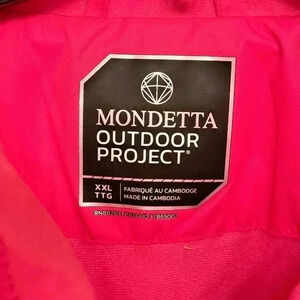 MONDETTA
OUTDOOR
PROJECT®
XXL
TTG
FABRIQUÉ AU CAMBODGE
MADE IN CAMBODIA